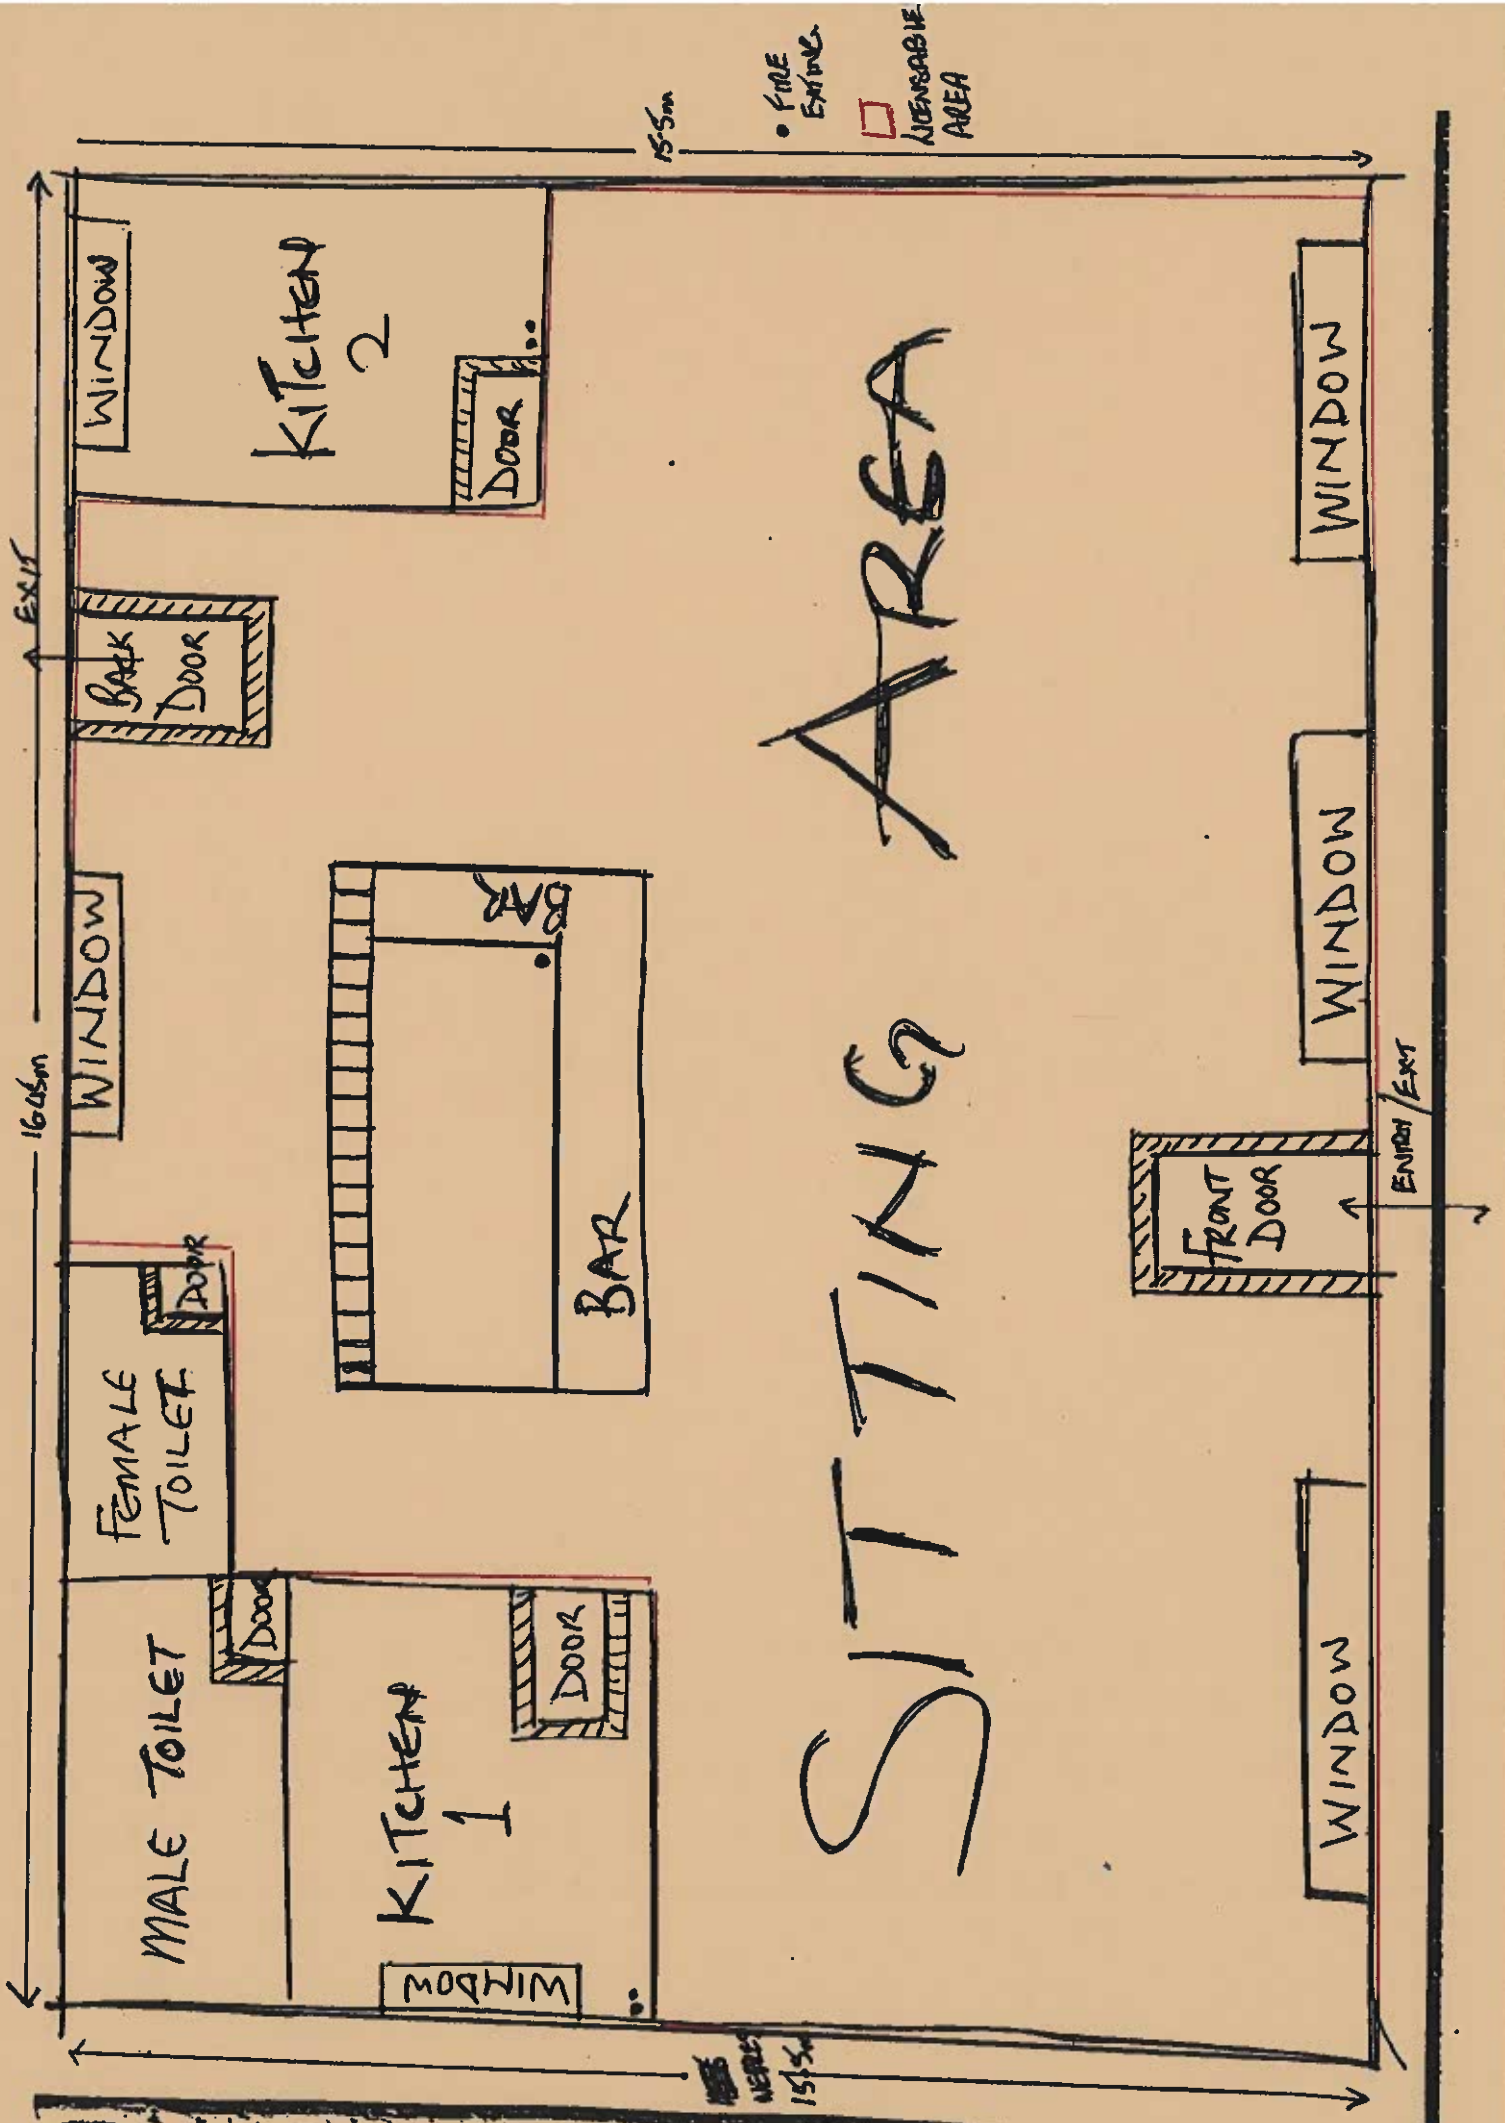 EXIT
16.45m
WINDOW
BACK
DOOR
WINDOW
FEMALE
TOILET
DOOR
MALE TOILET
DOOR
KITCHEN
2
DOOR
KITCHEN
1
DOOR
WINDOW
BAR
BAR
SITTING AREA
15.5m
15.5m
FRONT
DOOR
WINDOW
WINDOW
WINDOW
ENTRY/EXIT
• FIRE
EXTING
LICENSABLE
AREA